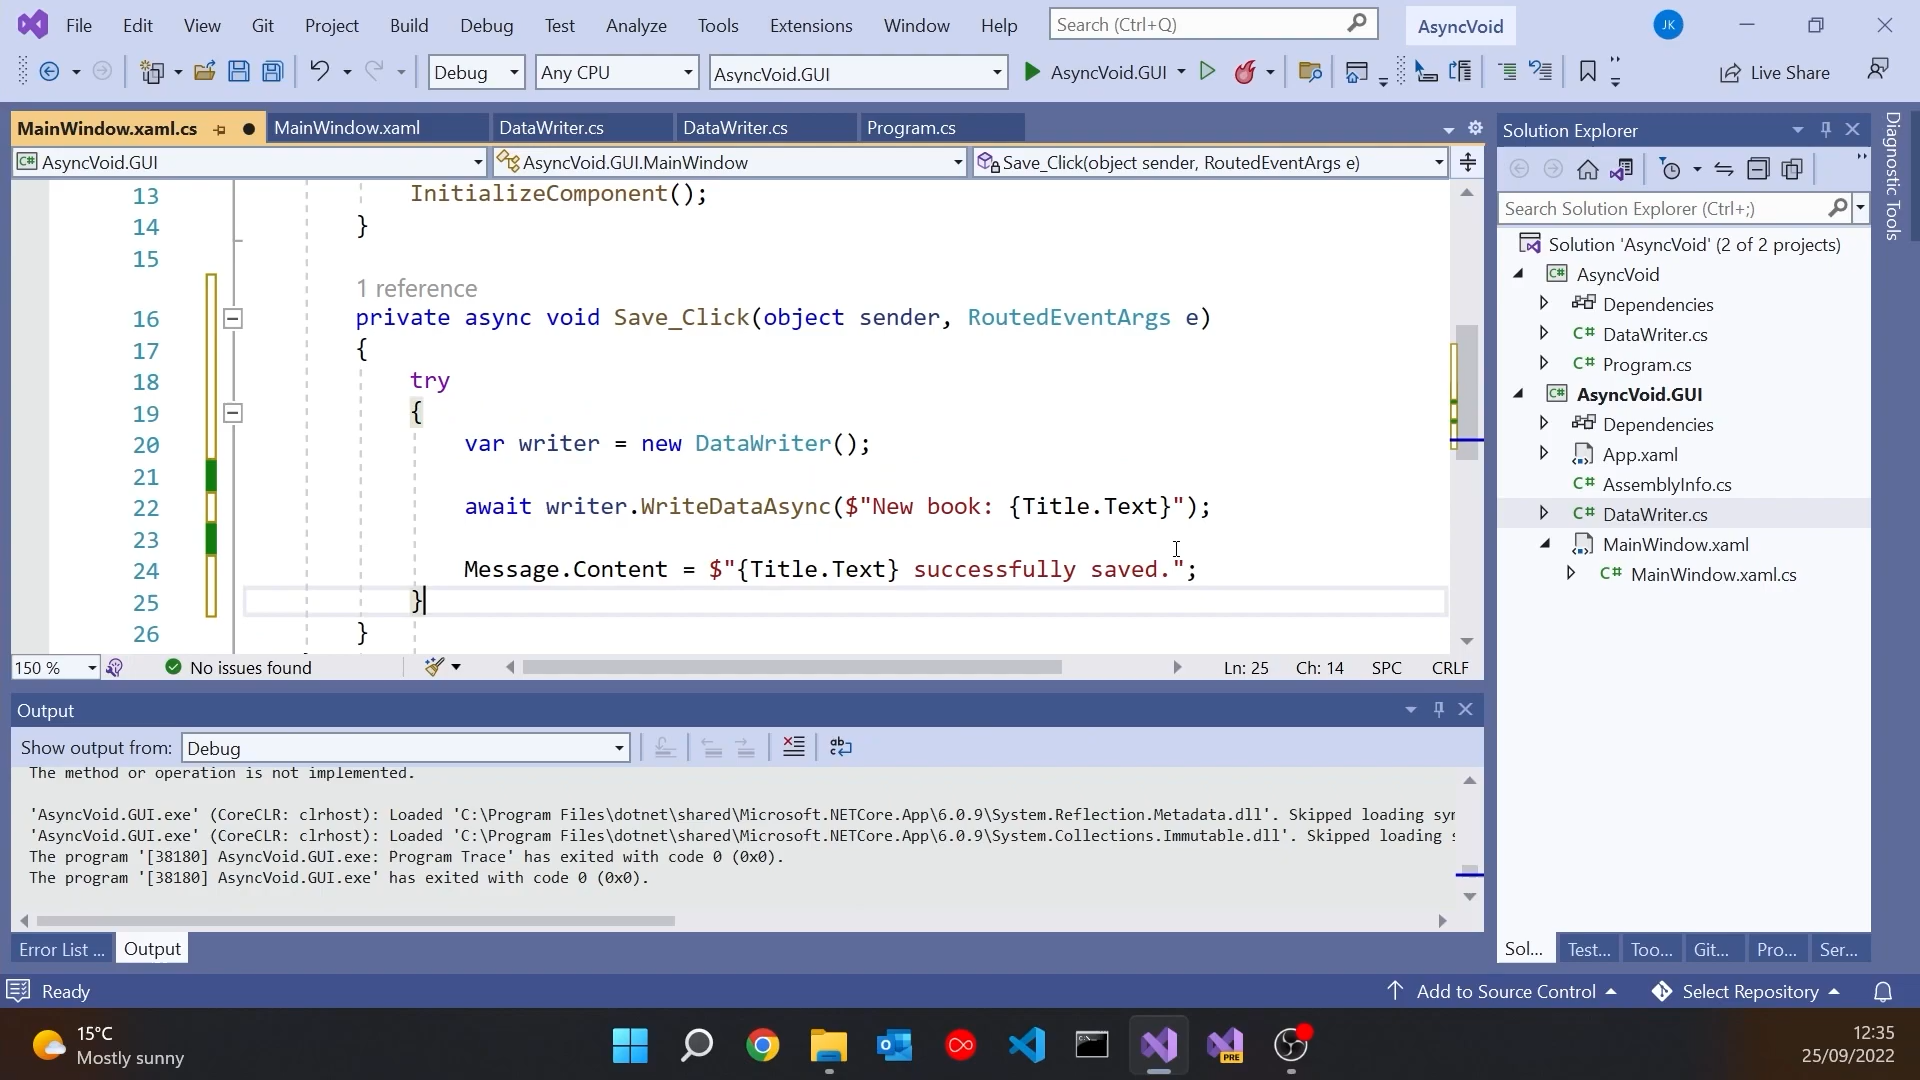 File Edit View Git Project Build Debug Test Analyze Tools Extensions Window Help Search (Ctrl+Q) AsyncVoid JK
Debug Any CPU AsyncVoid.GUI AsyncVoid.GUI Live Share
MainWindow.xaml.cs MainWindow.xaml DataWriter.cs DataWriter.cs Program.cs
AsyncVoid.GUI AsyncVoid.GUI.MainWindow Save_Click(object sender, RoutedEventArgs e)
13 InitializeComponent();
14 }
15
1 reference
16 private async void Save_Click(object sender, RoutedEventArgs e)
17 {
18 try
19 {
20 var writer = new DataWriter();
21
22 await writer.WriteDataAsync($"New book: {Title.Text}");
23
24 Message.Content = $"{Title.Text} successfully saved.";
25 }
26 }
150 % No issues found Ln: 25 Ch: 14 SPC CRLF
Output
Show output from: Debug
The method or operation is not implemented.
'AsyncVoid.GUI.exe' (CoreCLR: clrhost): Loaded 'C:\Program Files\dotnet\shared\Microsoft.NETCore.App\6.0.9\System.Reflection.Metadata.dll'. Skipped loading
'AsyncVoid.GUI.exe' (CoreCLR: clrhost): Loaded 'C:\Program Files\dotnet\shared\Microsoft.NETCore.App\6.0.9\System.Collections.Immutable.dll'. Skipped loading
The program '[38180] AsyncVoid.GUI.exe: Program Trace' has exited with code 0 (0x0).
The program '[38180] AsyncVoid.GUI.exe' has exited with code 0 (0x0).
Error List ... Output
Solution Explorer
Search Solution Explorer (Ctrl+;)
Solution 'AsyncVoid' (2 of 2 projects)
C# AsyncVoid
Dependencies
C# DataWriter.cs
C# Program.cs
C# AsyncVoid.GUI
Dependencies
App.xaml
C# AssemblyInfo.cs
C# DataWriter.cs
MainWindow.xaml
C# MainWindow.xaml.cs
Sol... Test... Too... Git... Pro... Ser...
Diagnostic Tools
Ready Add to Source Control Select Repository
15°C
Mostly sunny
PRE
12:35
25/09/2022